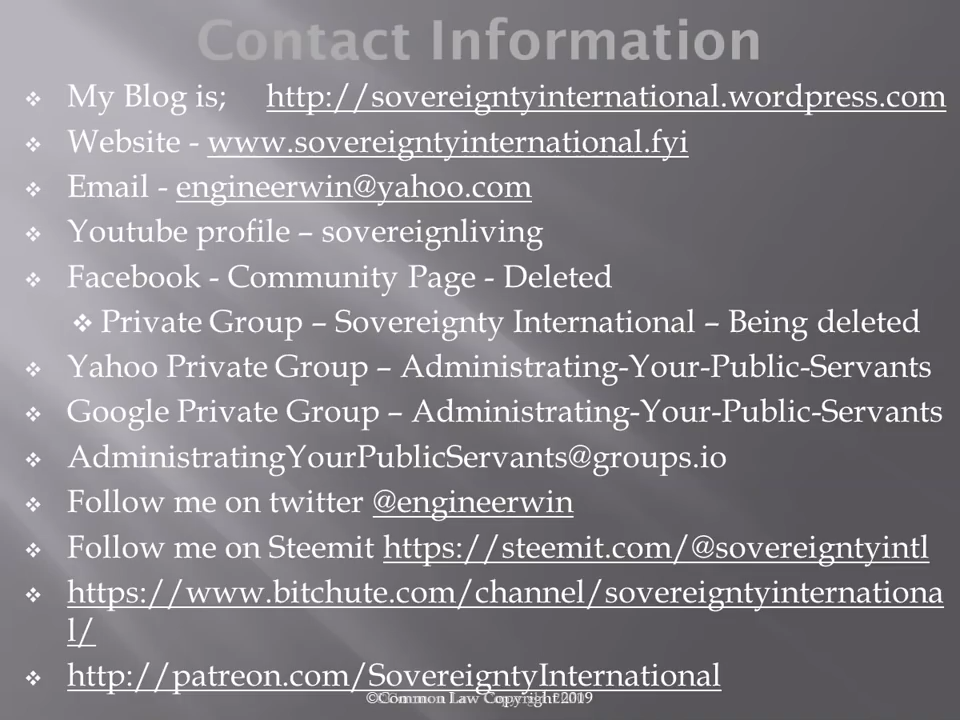 Contact Information
My Blog is; http://sovereigntyinternational.wordpress.com
Website - www.sovereigntyinternational.fyi
Email - engineerwin@yahoo.com
Youtube profile – sovereignliving
Facebook - Community Page - Deleted
Private Group – Sovereignty International – Being deleted
Yahoo Private Group – Administrating-Your-Public-Servants
Google Private Group – Administrating-Your-Public-Servants
AdministratingYourPublicServants@groups.io
Follow me on twitter @engineerwin
Follow me on Steemit https://steemit.com/@sovereigntyintl
https://www.bitchute.com/channel/sovereigntyinternationa
l/
http://patreon.com/SovereigntyInternational
©Common Law Copyright 2009